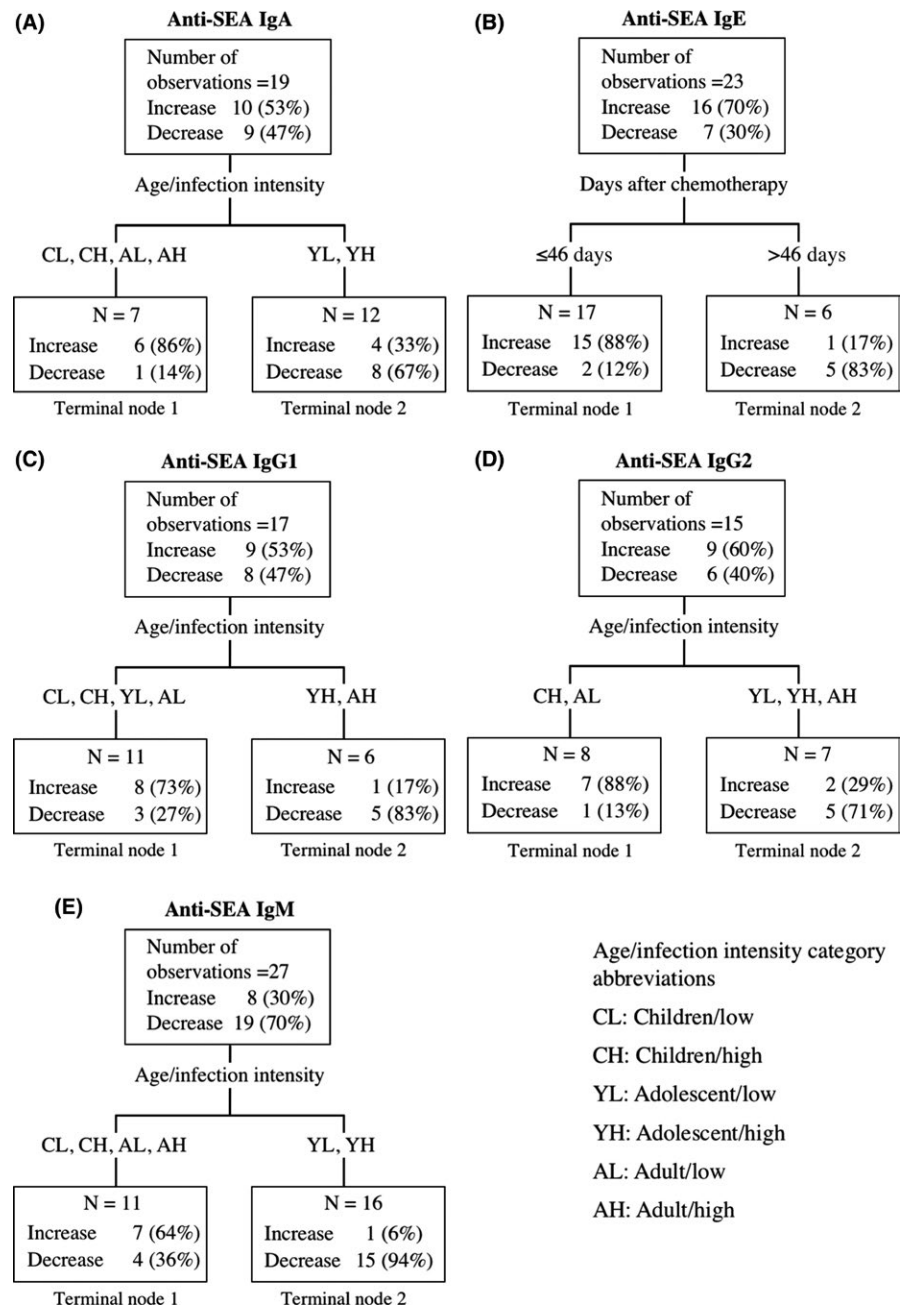 (A)
Anti-SEA IgA
Number of
observations =19
Increase 10 (53%)
Decrease 9 (47%)
Age/infection intensity
CL, CH, AL, AH
YL, YH
N = 7
Increase 6 (86%)
Decrease 1 (14%)
Terminal node 1
N = 12
Increase 4 (33%)
Decrease 8 (67%)
Terminal node 2
(B)
Anti-SEA IgE
Number of
observations =23
Increase 16 (70%)
Decrease 7 (30%)
Days after chemotherapy
≤46 days
>46 days
N = 17
Increase 15 (88%)
Decrease 2 (12%)
Terminal node 1
N = 6
Increase 1 (17%)
Decrease 5 (83%)
Terminal node 2
(C)
Anti-SEA IgG1
Number of
observations =17
Increase 9 (53%)
Decrease 8 (47%)
Age/infection intensity
CL, CH, YL, AL
YH, AH
N = 11
Increase 8 (73%)
Decrease 3 (27%)
Terminal node 1
N = 6
Increase 1 (17%)
Decrease 5 (83%)
Terminal node 2
(D)
Anti-SEA IgG2
Number of
observations =15
Increase 9 (60%)
Decrease 6 (40%)
Age/infection intensity
CH, AL
YL, YH, AH
N = 8
Increase 7 (88%)
Decrease 1 (13%)
Terminal node 1
N = 7
Increase 2 (29%)
Decrease 5 (71%)
Terminal node 2
(E)
Anti-SEA IgM
Number of
observations =27
Increase 8 (30%)
Decrease 19 (70%)
Age/infection intensity
CL, CH, AL, AH
YL, YH
N = 11
Increase 7 (64%)
Decrease 4 (36%)
Terminal node 1
N = 16
Increase 1 (6%)
Decrease 15 (94%)
Terminal node 2
Age/infection intensity category
abbreviations
CL: Children/low
CH: Children/high
YL: Adolescent/low
YH: Adolescent/high
AL: Adult/low
AH: Adult/high